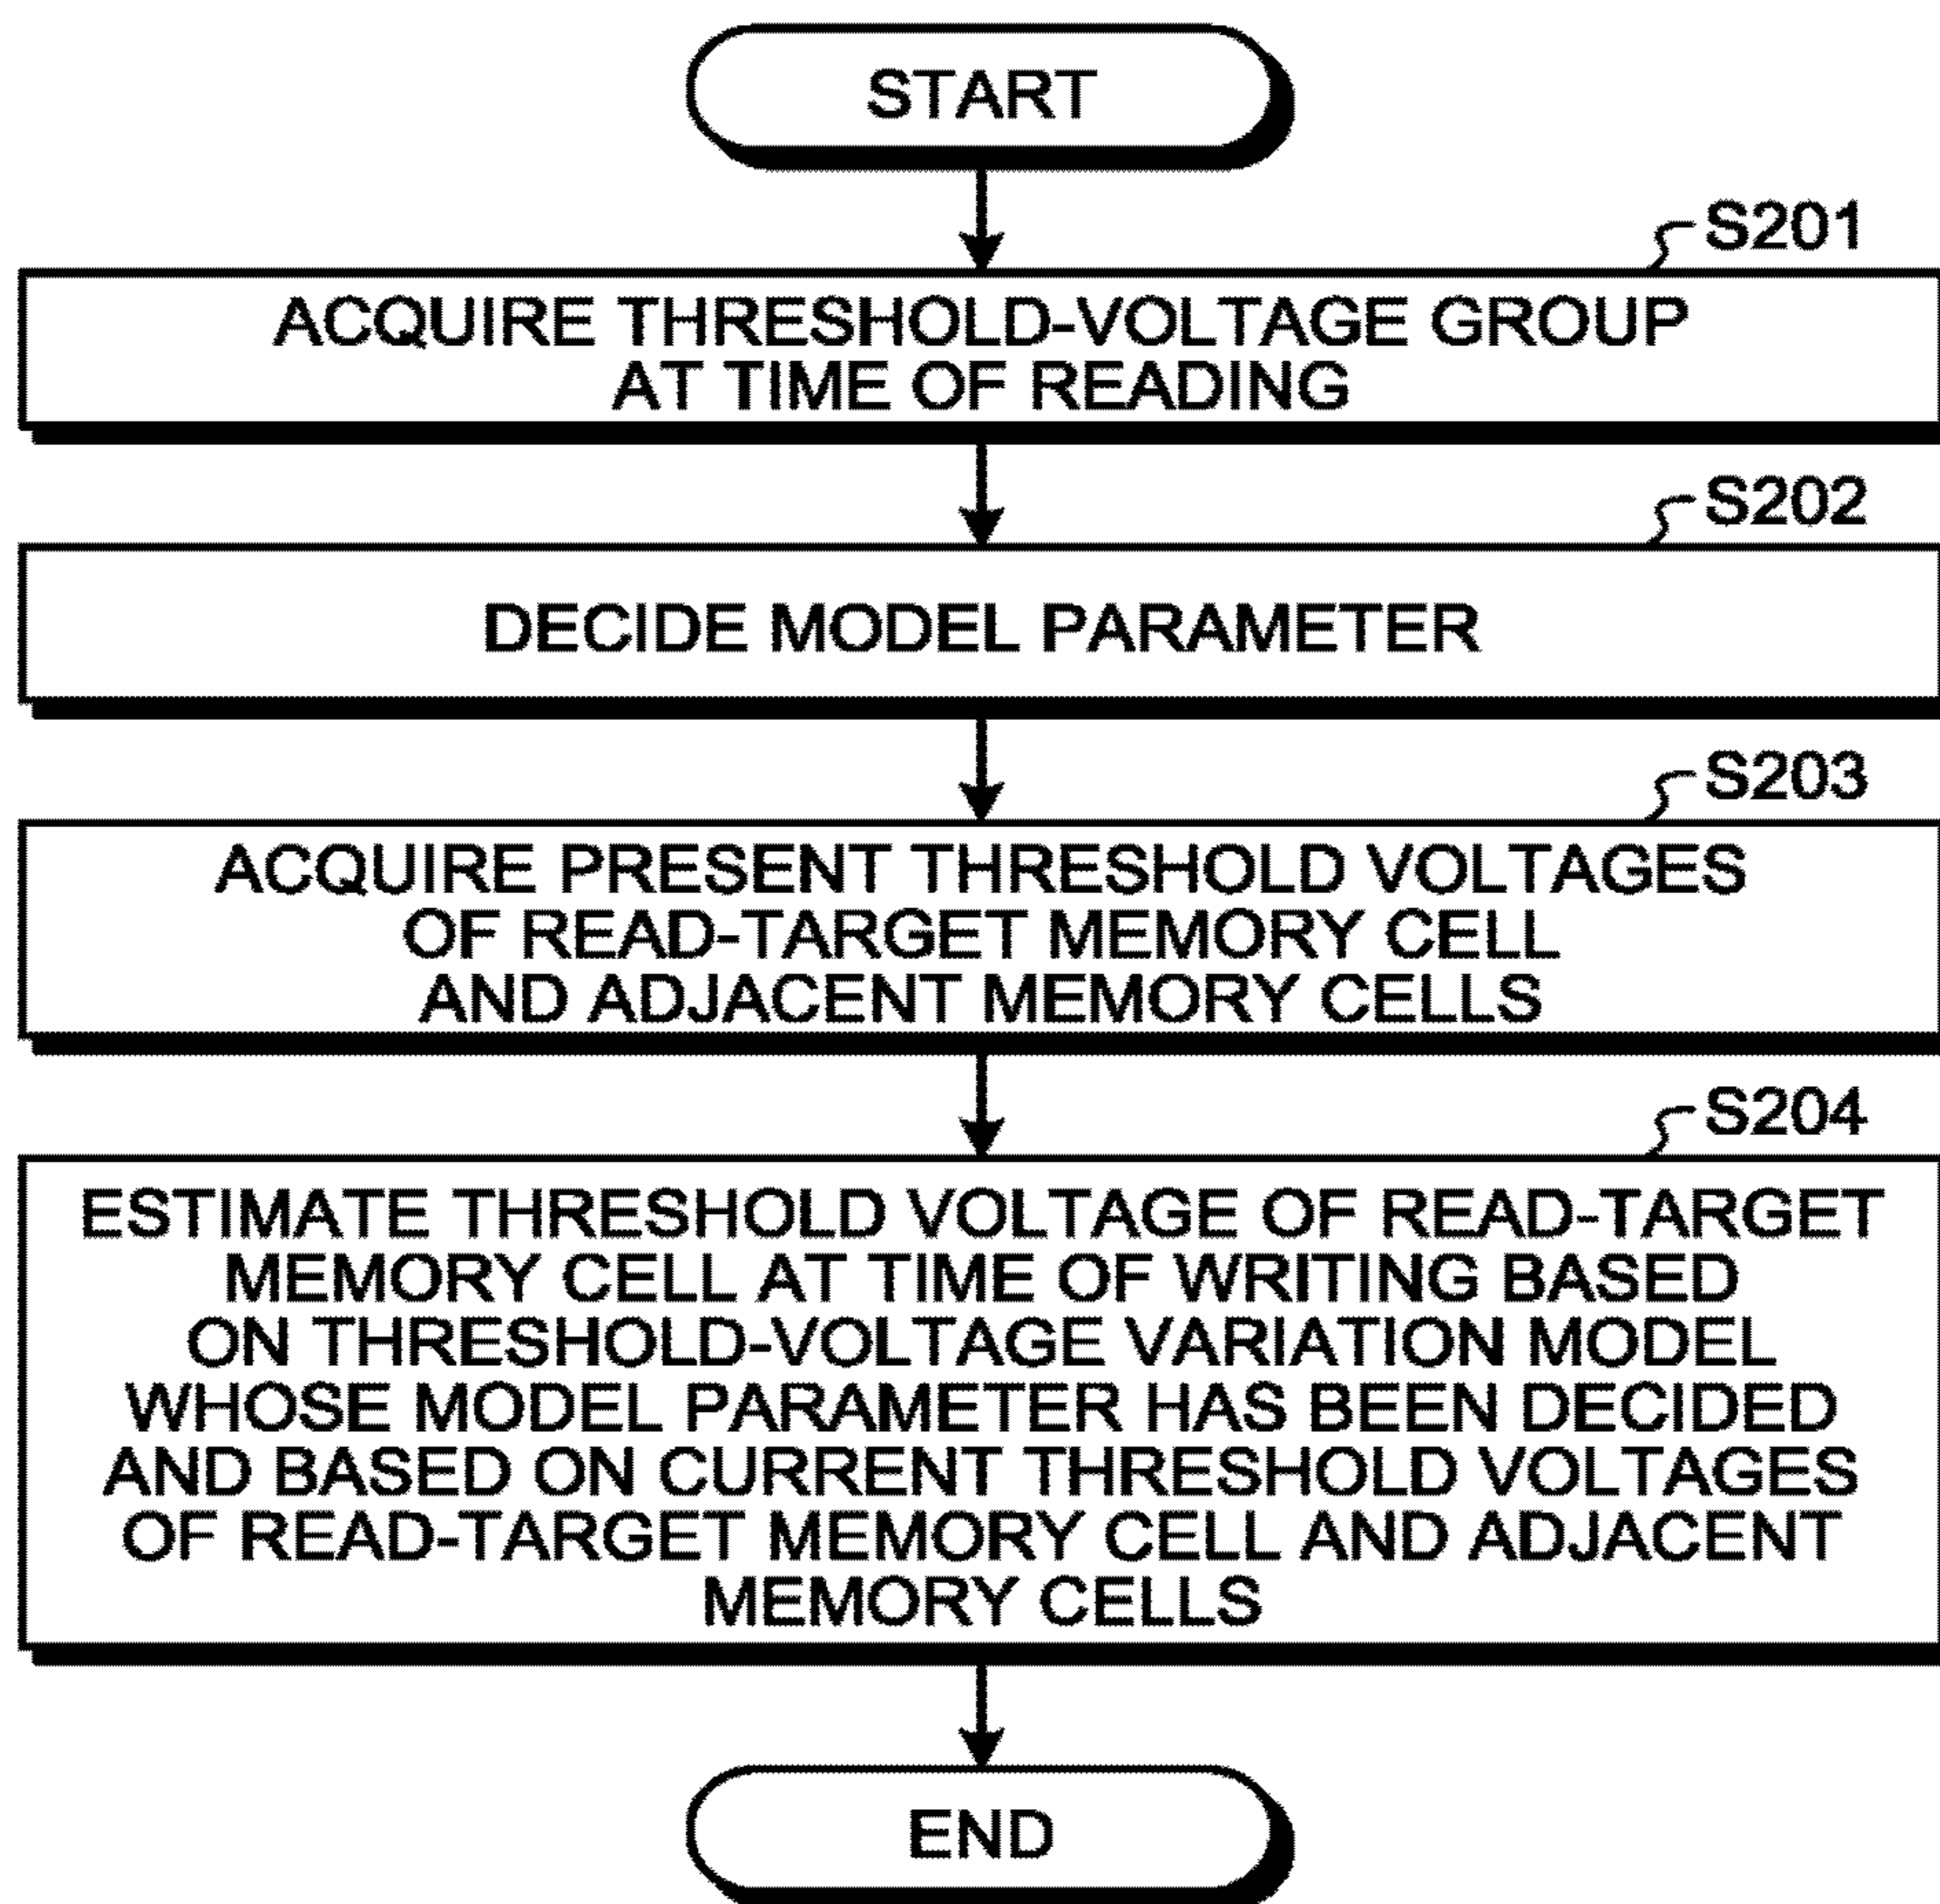 START
S201
ACQUIRE THRESHOLD-VOLTAGE GROUP
AT TIME OF READING
S202
DECIDE MODEL PARAMETER
S203
ACQUIRE PRESENT THRESHOLD VOLTAGES
OF READ-TARGET MEMORY CELL
AND ADJACENT MEMORY CELLS
S204
ESTIMATE THRESHOLD VOLTAGE OF READ-TARGET
MEMORY CELL AT TIME OF WRITING BASED
ON THRESHOLD-VOLTAGE VARIATION MODEL
WHOSE MODEL PARAMETER HAS BEEN DECIDED
AND BASED ON CURRENT THRESHOLD VOLTAGES
OF READ-TARGET MEMORY CELL AND ADJACENT
MEMORY CELLS
END